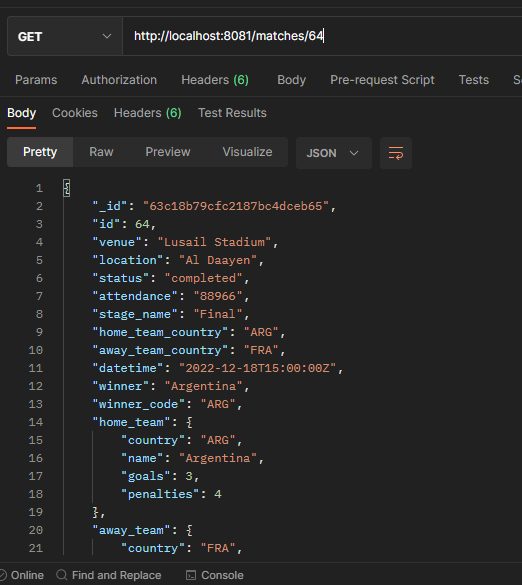 GET http://localhost:8081/matches/64
Params Authorization Headers (6) Body Pre-request Script Tests S
Body Cookies Headers (6) Test Results
Pretty Raw Preview Visualize JSON
1 {
2 "_id": "63c18b79cfc2187bc4dceb65",
3 "id": 64,
4 "venue": "Lusail Stadium",
5 "location": "Al Daayen",
6 "status": "completed",
7 "attendance": "88966",
8 "stage_name": "Final",
9 "home_team_country": "ARG",
10 "away_team_country": "FRA",
11 "datetime": "2022-12-18T15:00:00Z",
12 "winner": "Argentina",
13 "winner_code": "ARG",
14 "home_team": {
15 "country": "ARG",
16 "name": "Argentina",
17 "goals": 3,
18 "penalties": 4
19 },
20 "away_team": {
21 "country": "FRA",
Online Find and Replace Console